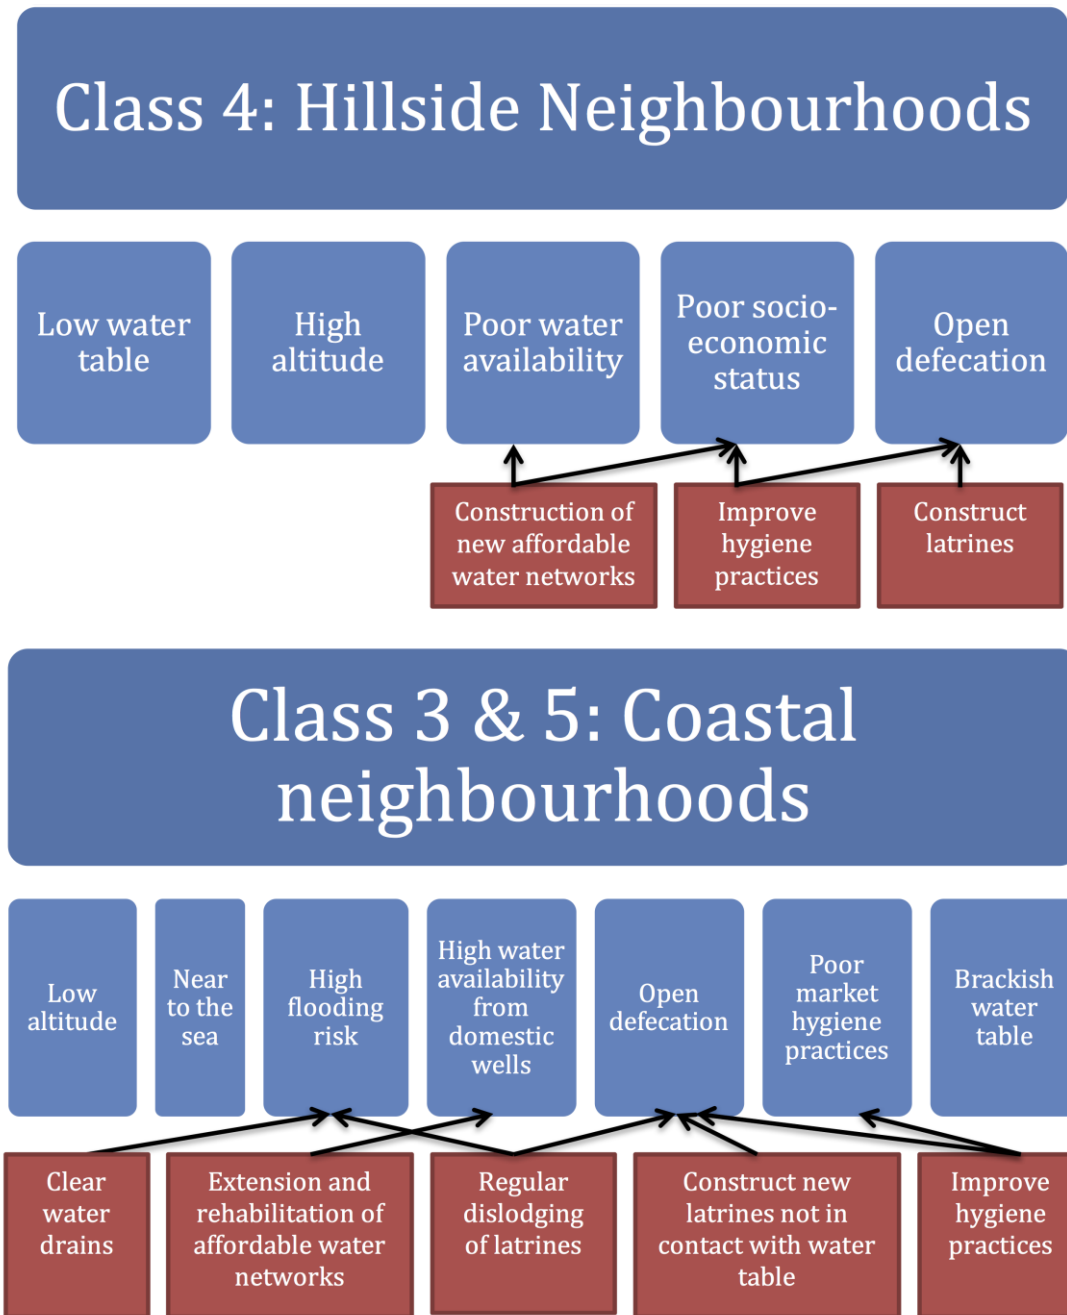 Class 4: Hillside Neighbourhoods
Low water
table
High
altitude
Poor water
availability
Poor socio-
economic
status
Open
defecation
Construction of
new affordable
water networks
Improve
hygiene
practices
Construct
latrines
Class 3 & 5: Coastal
neighbourhoods
Low
altitude
Near
to the
sea
High
flooding
risk
High water
availability
from
domestic
wells
Open
defecation
Poor
market
hygiene
practices
Brackish
water
table
Clear
water
drains
Extension and
rehabilitation of
affordable water
networks
Regular
dislodging
of latrines
Construct new
latrines not in
contact with water
table
Improve
hygiene
practices